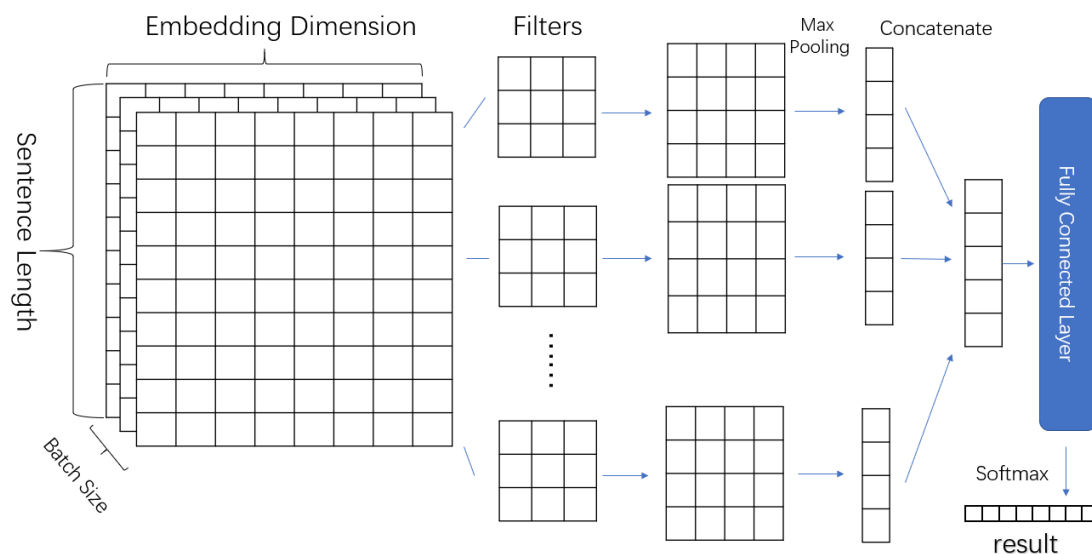 Embedding Dimension
Filters
Max
Pooling
Concatenate
Sentence Length
Batch Size
Fully Connected Layer
Softmax
result